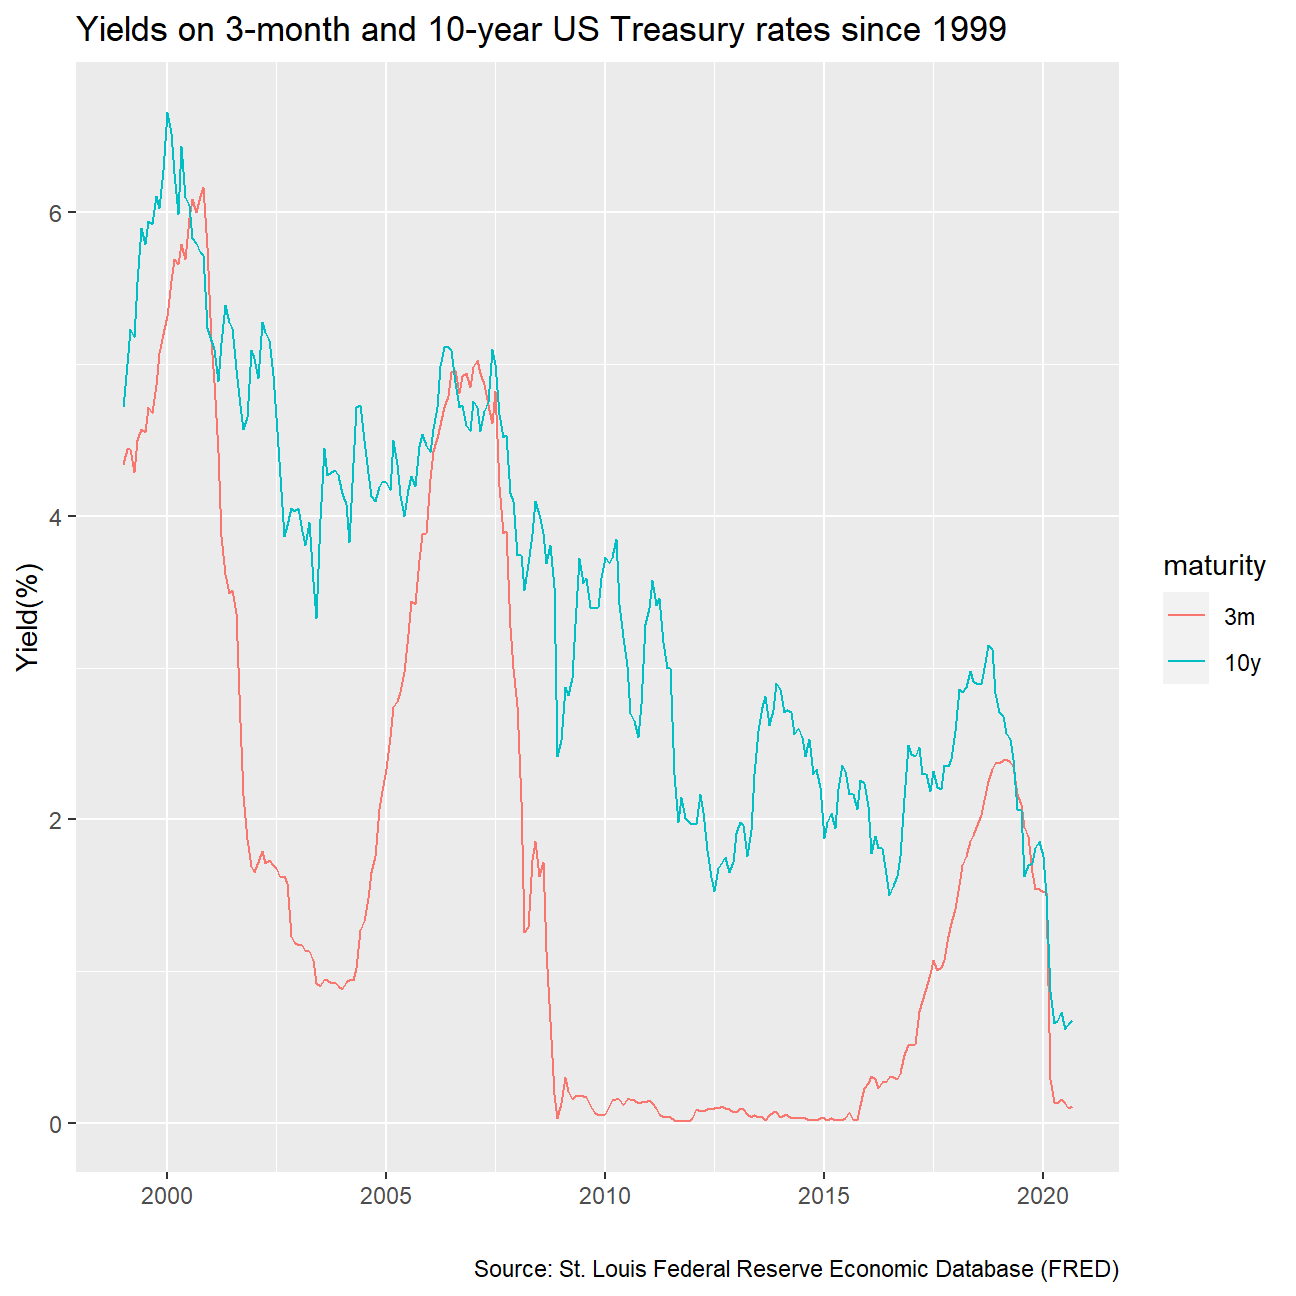 Yields on 3-month and 10-year US Treasury rates since 1999
Yield(%)
6
4
2
0
2000
2005
2010
2015
2020
maturity
3m
10y
Source: St. Louis Federal Reserve Economic Database (FRED)